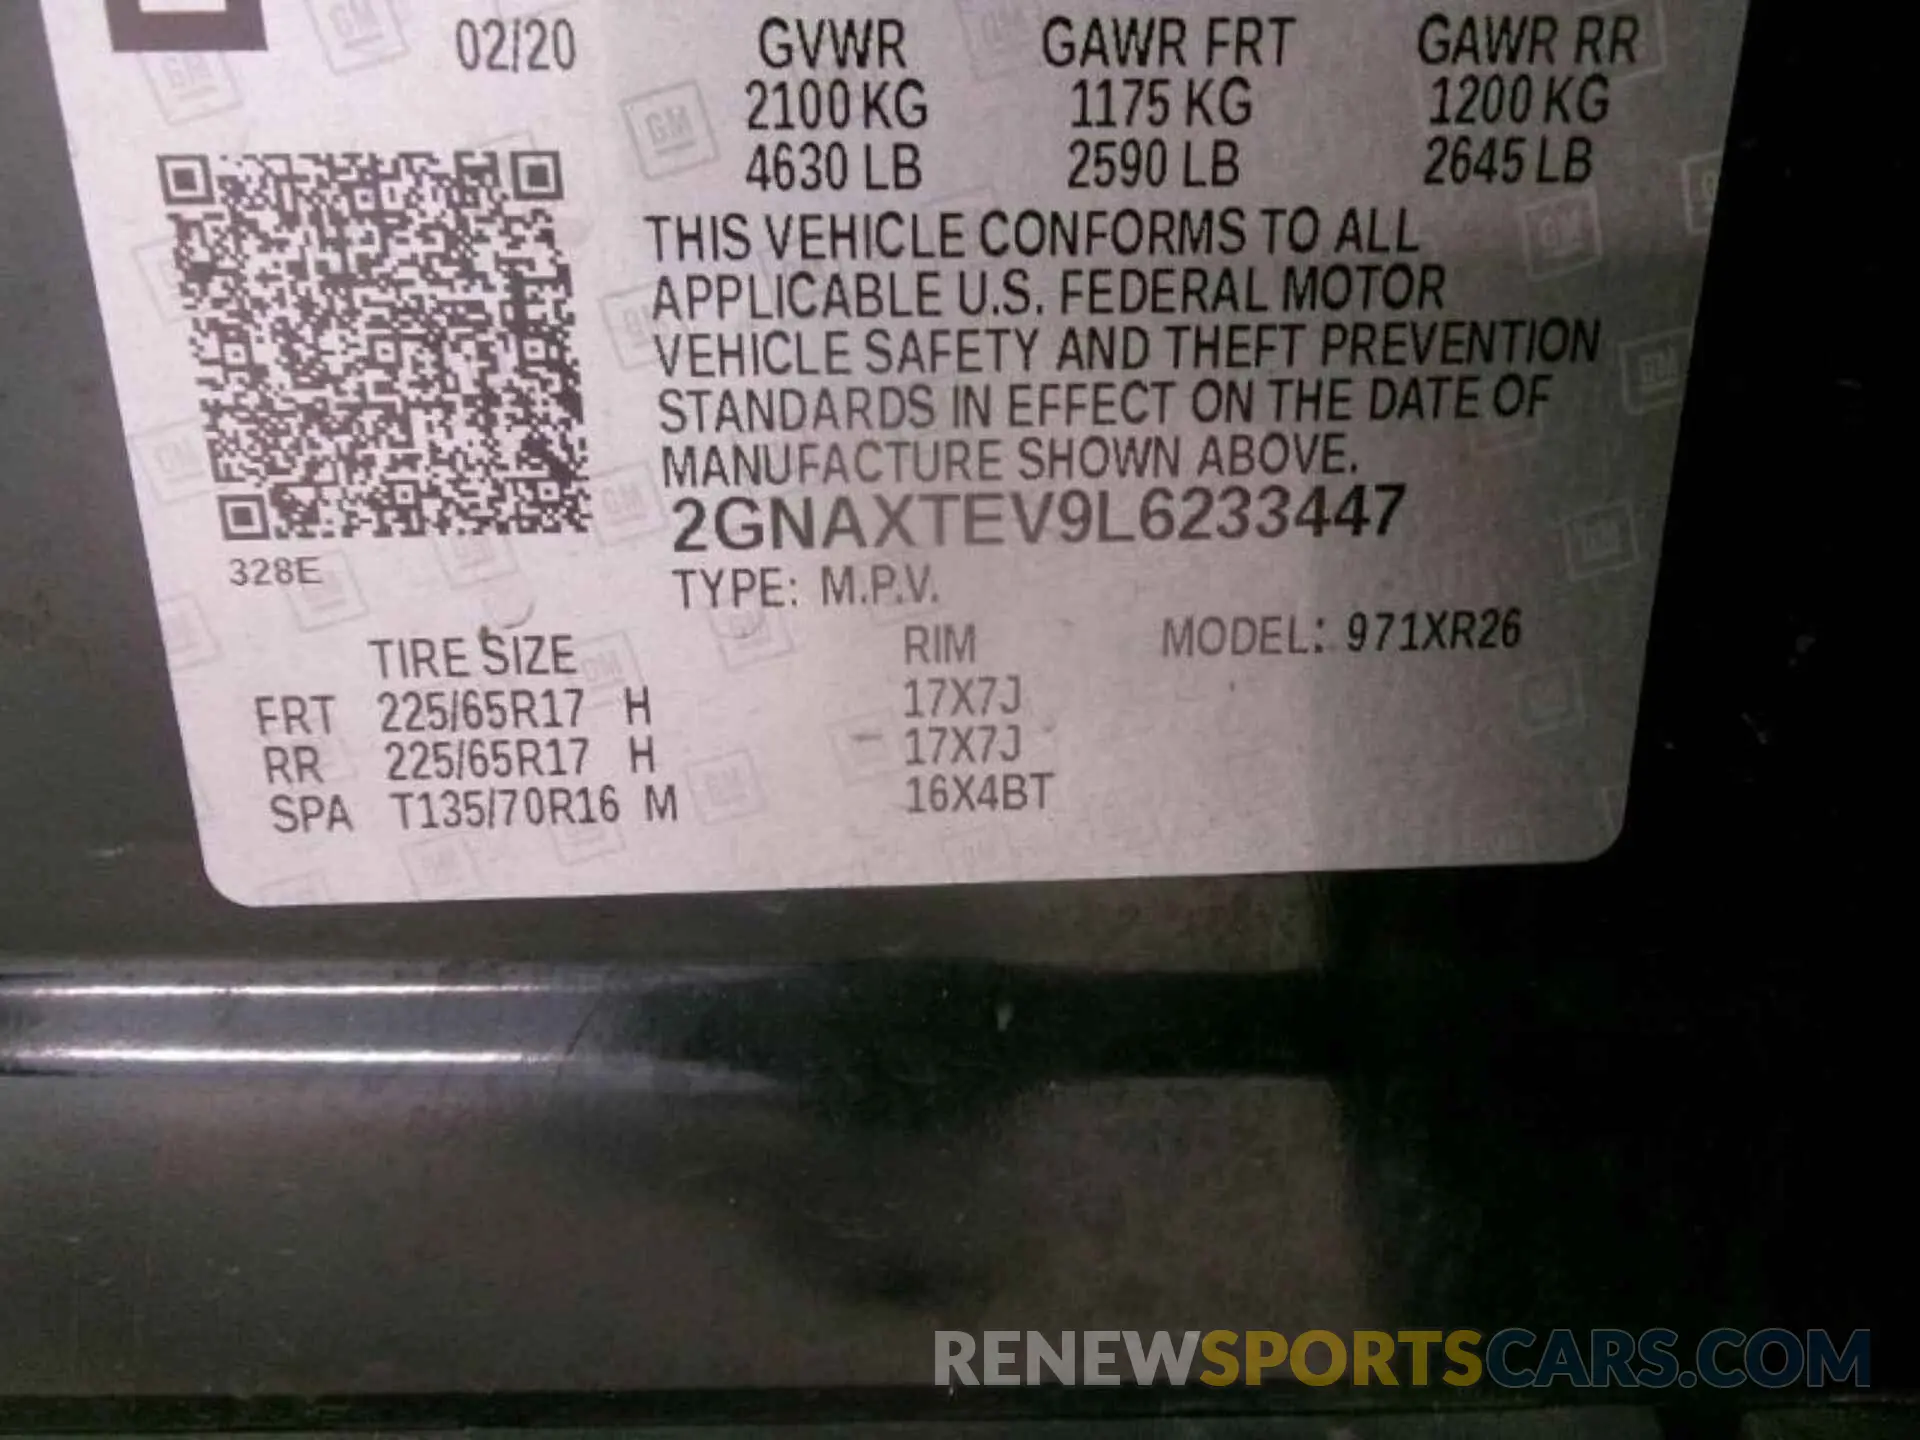 02/20 GVWR GAWR FRT GAWR RR
2100 KG 1175 KG 1200 KG
4630 LB 2590 LB 2645 LB
THIS VEHICLE CONFORMS TO ALL
APPLICABLE U.S. FEDERAL MOTOR
VEHICLE SAFETY AND THEFT PREVENTION
STANDARDS IN EFFECT ON THE DATE OF
MANUFACTURE SHOWN ABOVE.
2GNAXTEV9L6233447
328E
TYPE: M.P.V.
TIRE SIZE RIM MODEL: 971XR26
FRT 225/65R17 H 17X7J
RR 225/65R17 H 17X7J
SPA T135/70R16 M 16X4BT
GM
RENEWSPORTSCARS.COM